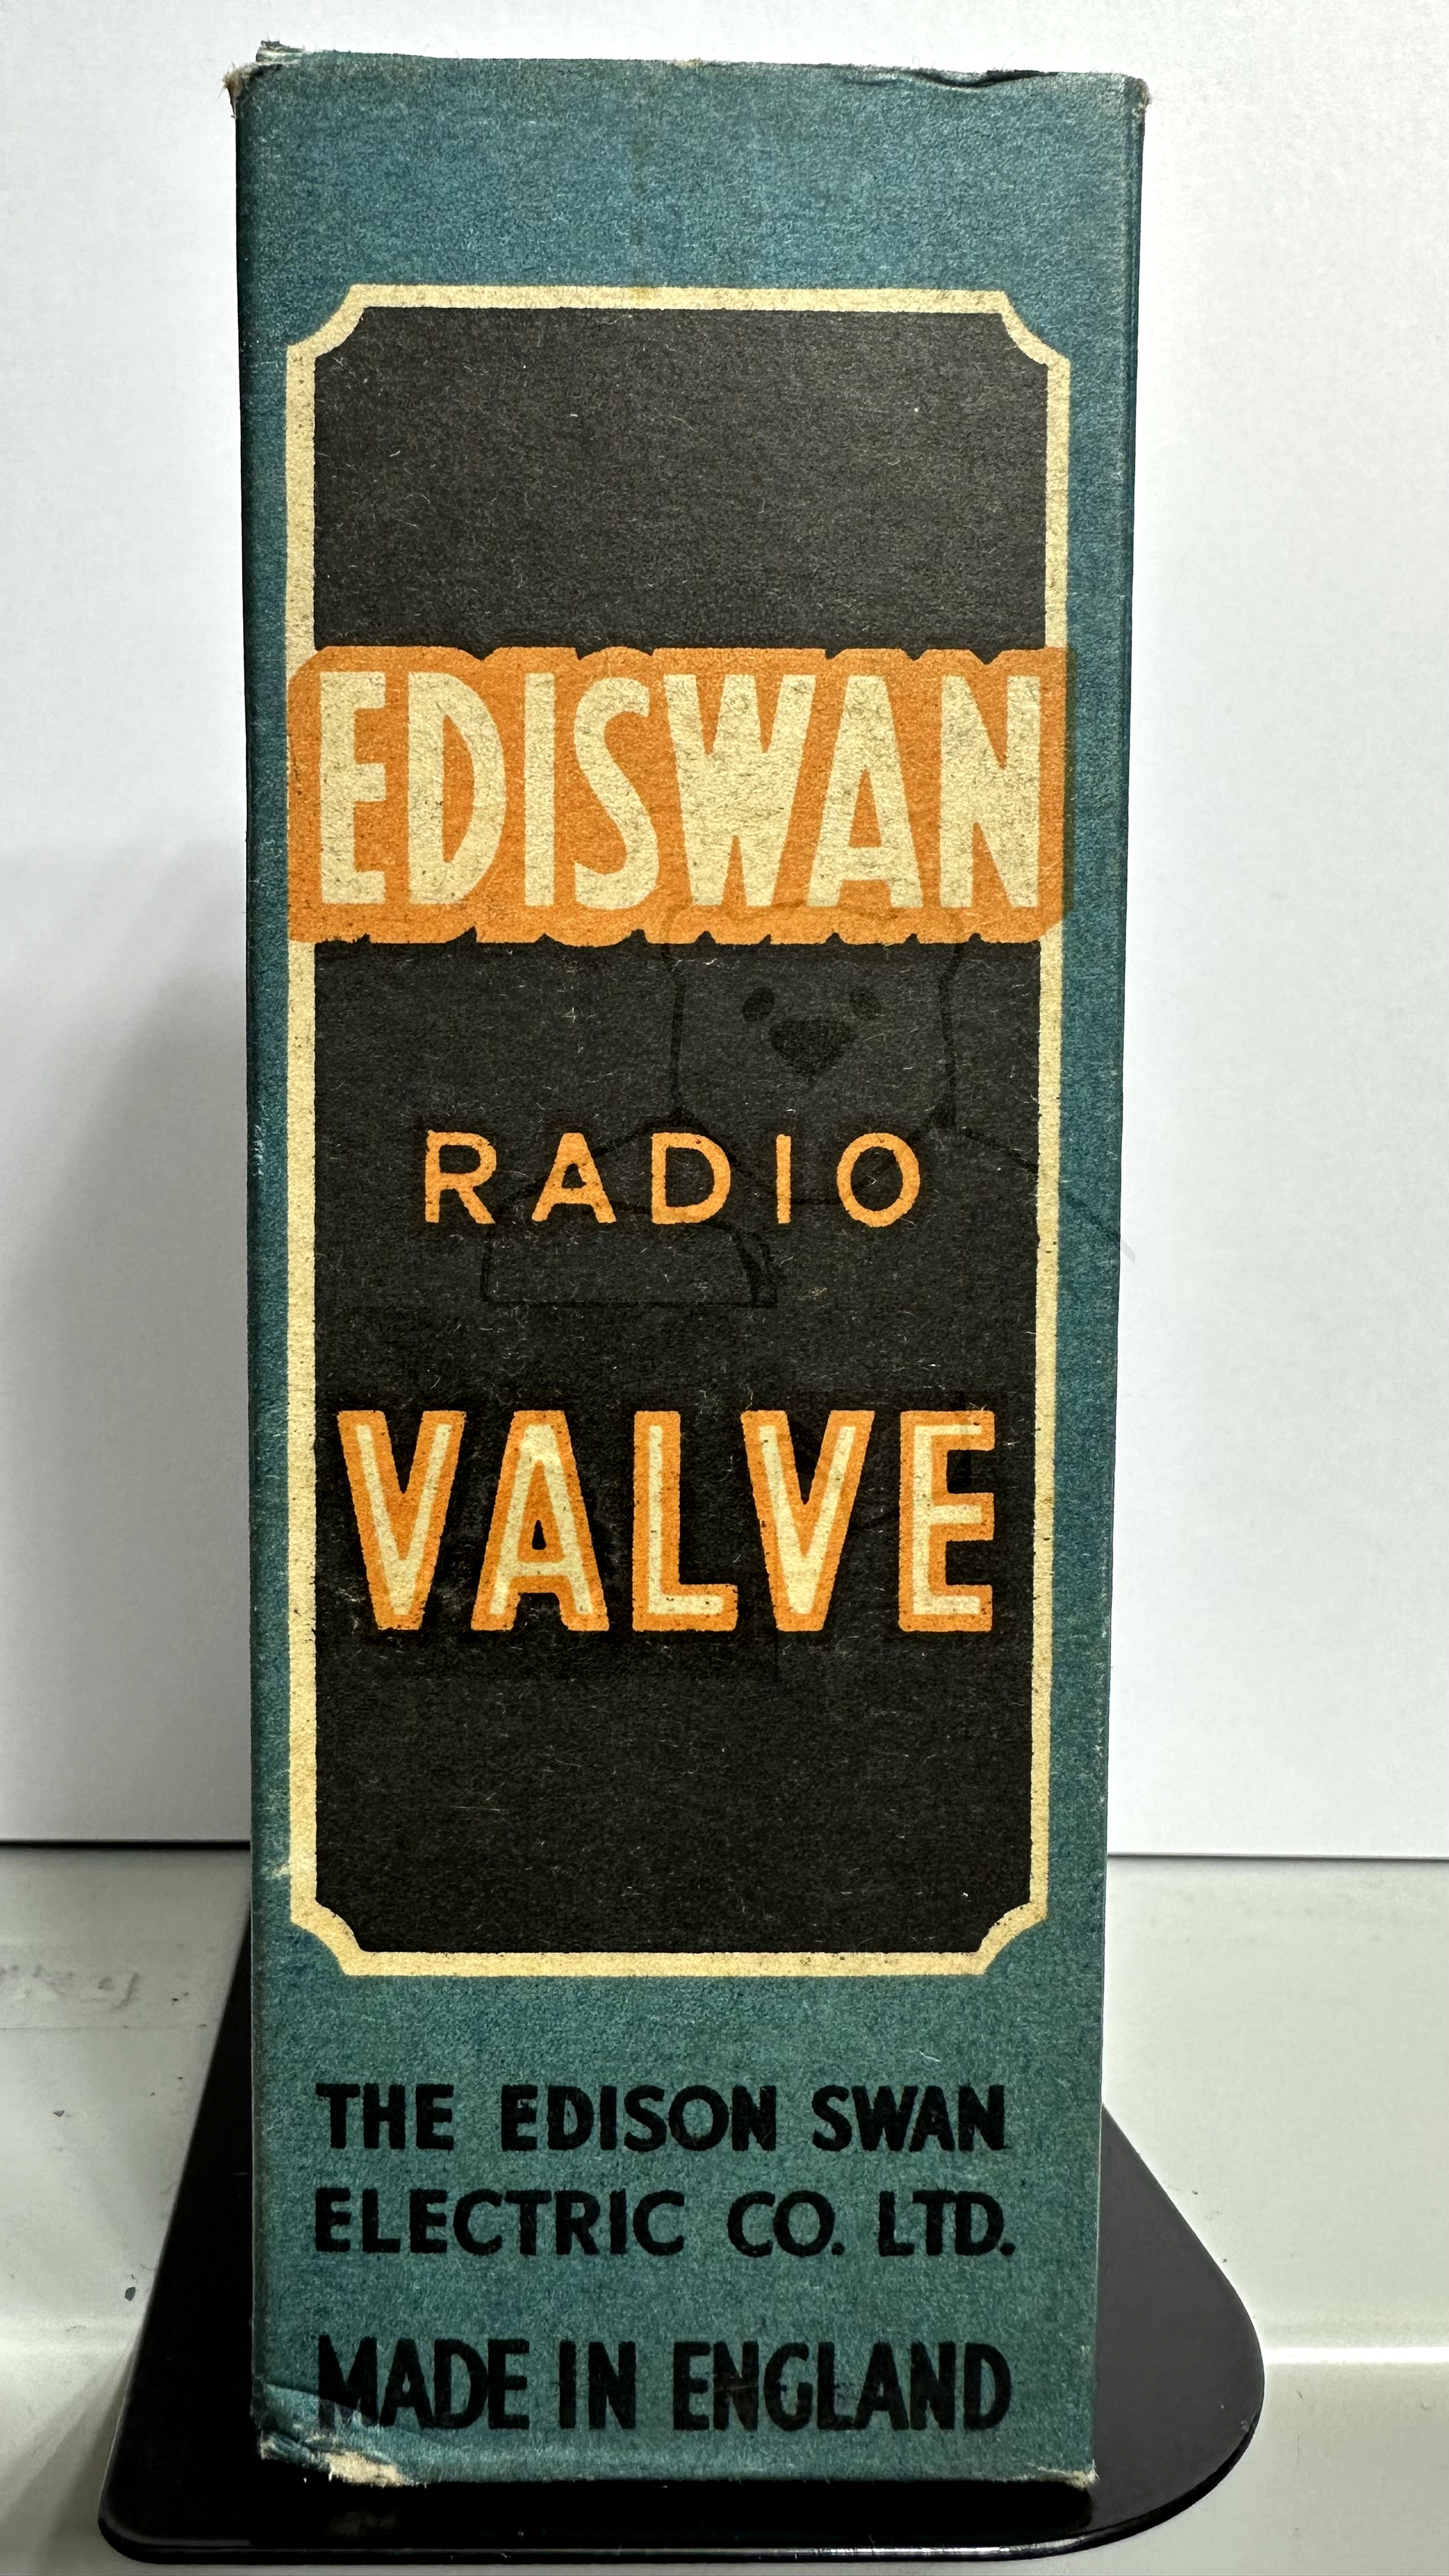 EDISWAN
RADIO
VALVE
THE EDISON SWAN
ELECTRIC CO. LTD.
MADE IN ENGLAND